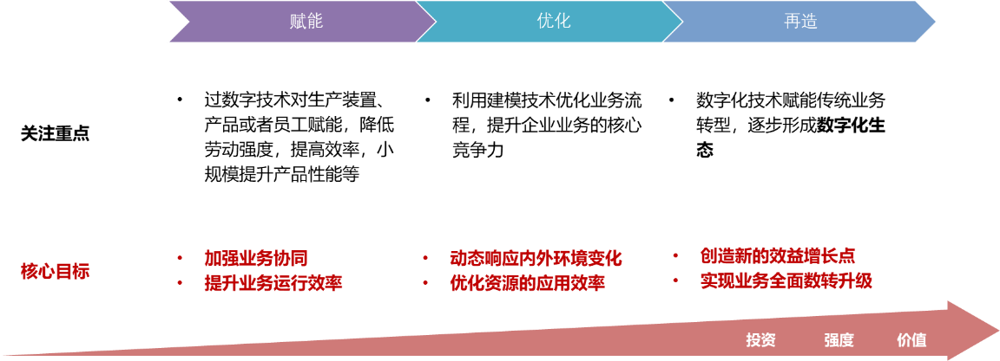 赋能
优化
再造
关注重点
• 过数字技术对生产装置、
产品或者员工赋能，降低
劳动强度，提高效率，小
规模提升产品性能等
• 利用建模技术优化业务流
程，提升企业业务的核心
竞争力
• 数字化技术赋能传统业务
转型，逐步形成数字化生
态
核心目标
• 加强业务协同
• 提升业务运行效率
• 动态响应内外环境变化
• 优化资源的应用效率
• 创造新的效益增长点
• 实现业务全面数转升级
投资 强度 价值